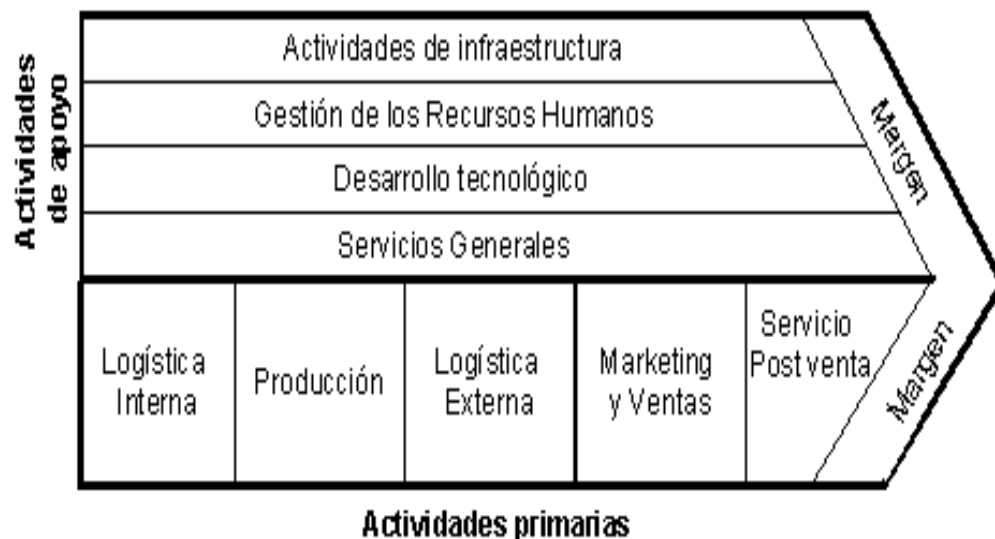 Actividades
de apoyo
Actividades de infraestructura
Gestión de los Recursos Humanos
Desarrollo tecnológico
Servicios Generales
Margen
Logística
Interna
Producción
Logística
Externa
Marketing
y Ventas
Servicio
Post venta
Margen
Actividades primarias